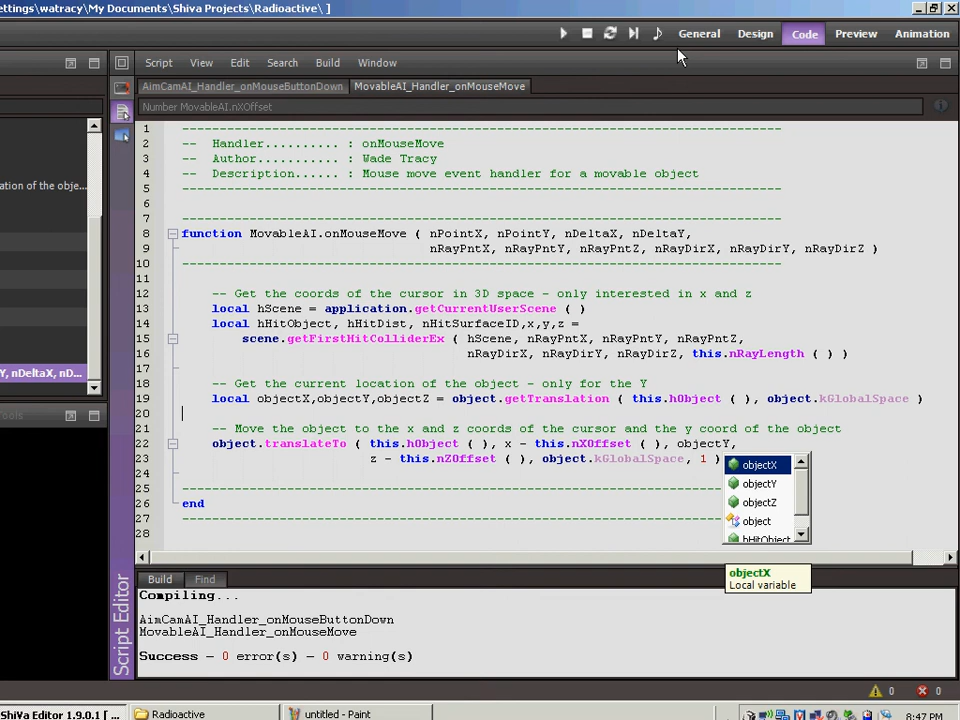 ettings\watracy\My Documents\Shiva Projects\Radioactive\ ]
General Design Code Preview Animation
Script View Edit Search Build Window
AimCamAI_Handler_onMouseButtonDown MovableAI_Handler_onMouseMove
Number MovableAI.nXOffset
1 --------------------------------------------------------------------------------
2 -- Handler.......... : onMouseMove
3 -- Author........... : Wade Tracy
4 -- Description...... : Mouse move event handler for a movable object
5 --------------------------------------------------------------------------------
6
7 --------------------------------------------------------------------------------
8 function MovableAI.onMouseMove ( nPointX, nPointY, nDeltaX, nDeltaY,
9 nRayPntX, nRayPntY, nRayPntZ, nRayDirX, nRayDirY, nRayDirZ )
10 --------------------------------------------------------------------------------
11
12 -- Get the coords of the cursor in 3D space - only interested in x and z
13 local hScene = application.getCurrentUserScene ( )
14 local hHitObject, hHitDist, nHitSurfaceID,x,y,z =
15 scene.getFirstHitColliderEx ( hScene, nRayPntX, nRayPntY, nRayPntZ,
16 nRayDirX, nRayDirY, nRayDirZ, this.nRayLength ( ) )
17
18 -- Get the current location of the object - only for the Y
19 local objectX,objectY,objectZ = object.getTranslation ( this.hObject ( ), object.kGlobalSpace )
20
21 -- Move the object to the x and z coords of the cursor and the y coord of the object
22 object.translateTo ( this.hObject ( ), x - this.nXOffset ( ), objectY,
23 z - this.nZOffset ( ), object.kGlobalSpace, 1 )
24
25 --------------------------------------------------------------------------------
26 end
27 --------------------------------------------------------------------------------
28
objectX
objectY
objectZ
object
hHitObject
objectX
Local variable
ation of the obje...
Y, nDeltaX, nD...
ools
Script Editor
Build Find
Compiling...
AimCamAI_Handler_onMouseButtonDown
MovableAI_Handler_onMouseMove
Success - 0 error(s) - 0 warning(s)
0 0
ShiVa Editor 1.9.0.1 [ ... Radioactive untitled - Paint 8:47 PM